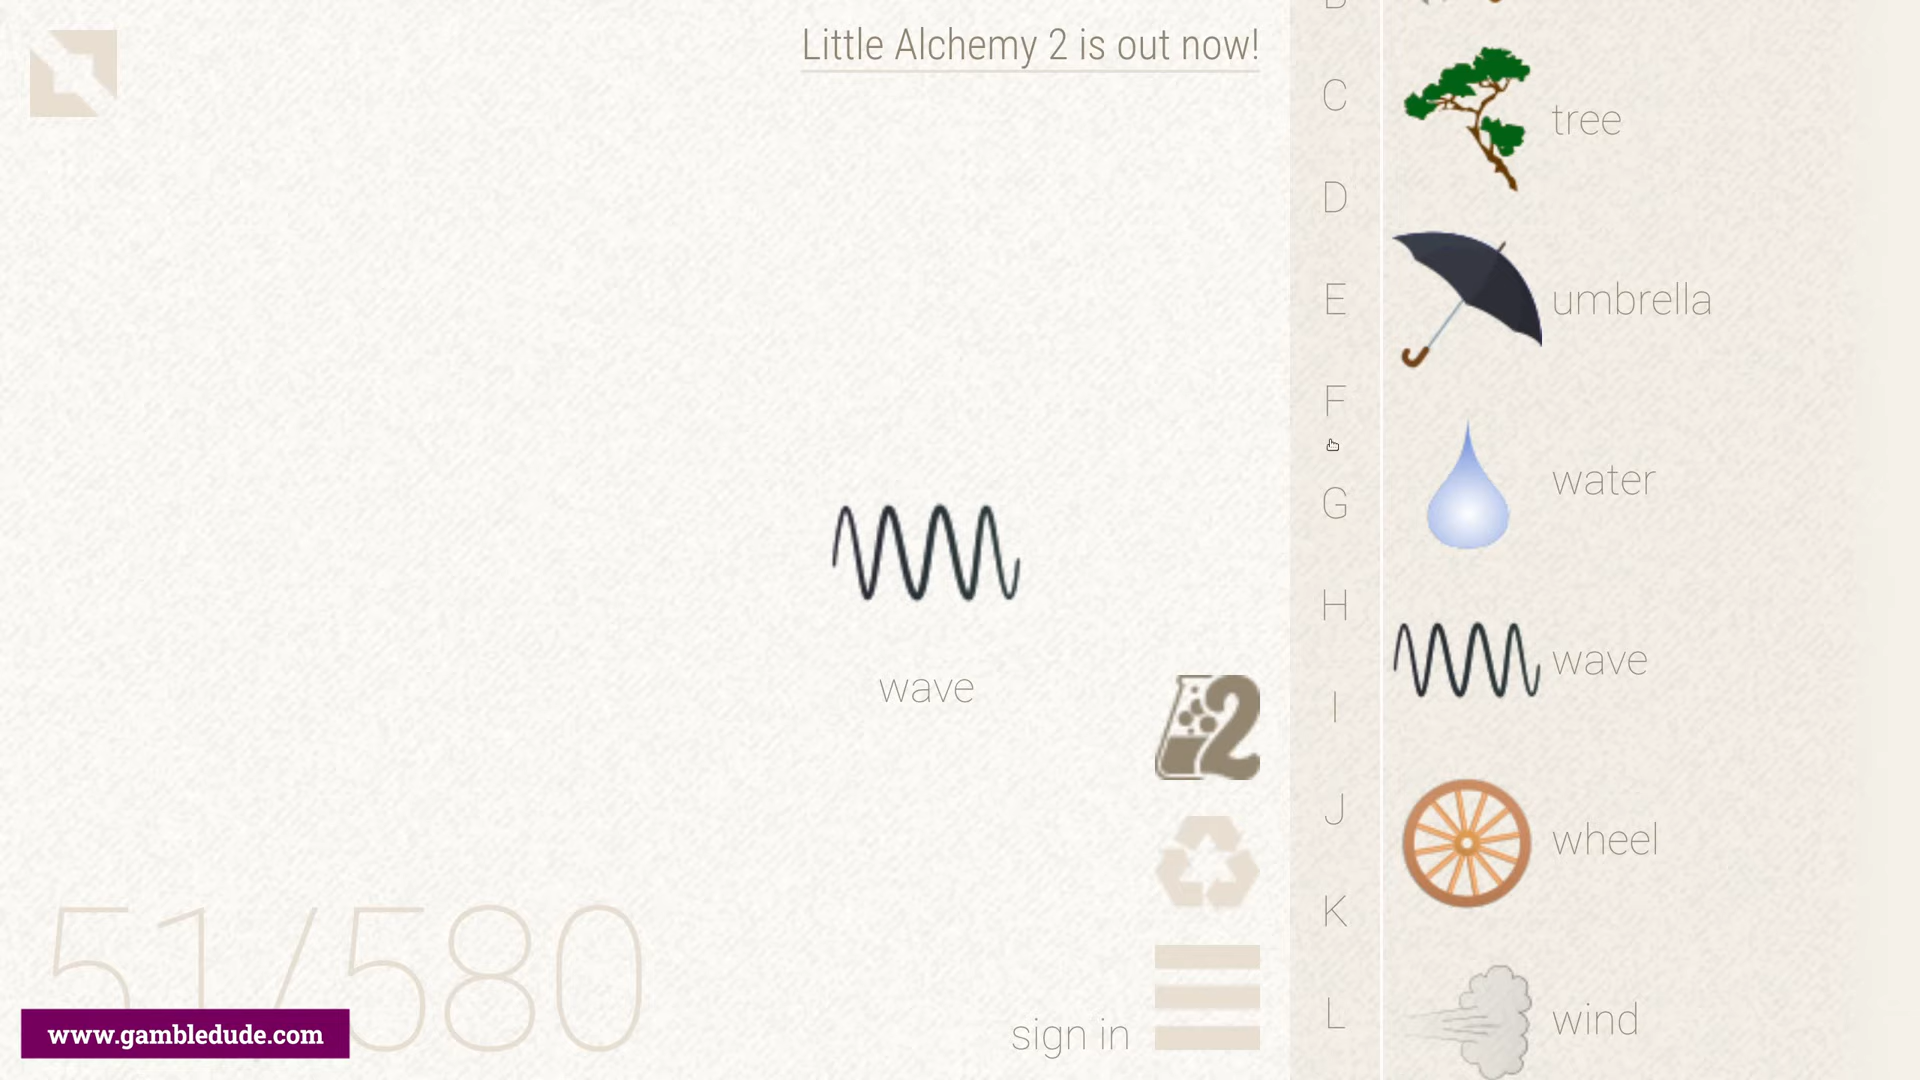 Little Alchemy 2 is out now!
B
C
D
E
F
G
H
I
J
K
L
tree
umbrella
water
wave
wheel
wind
wave
2
51/580
www.gambledude.com
sign in